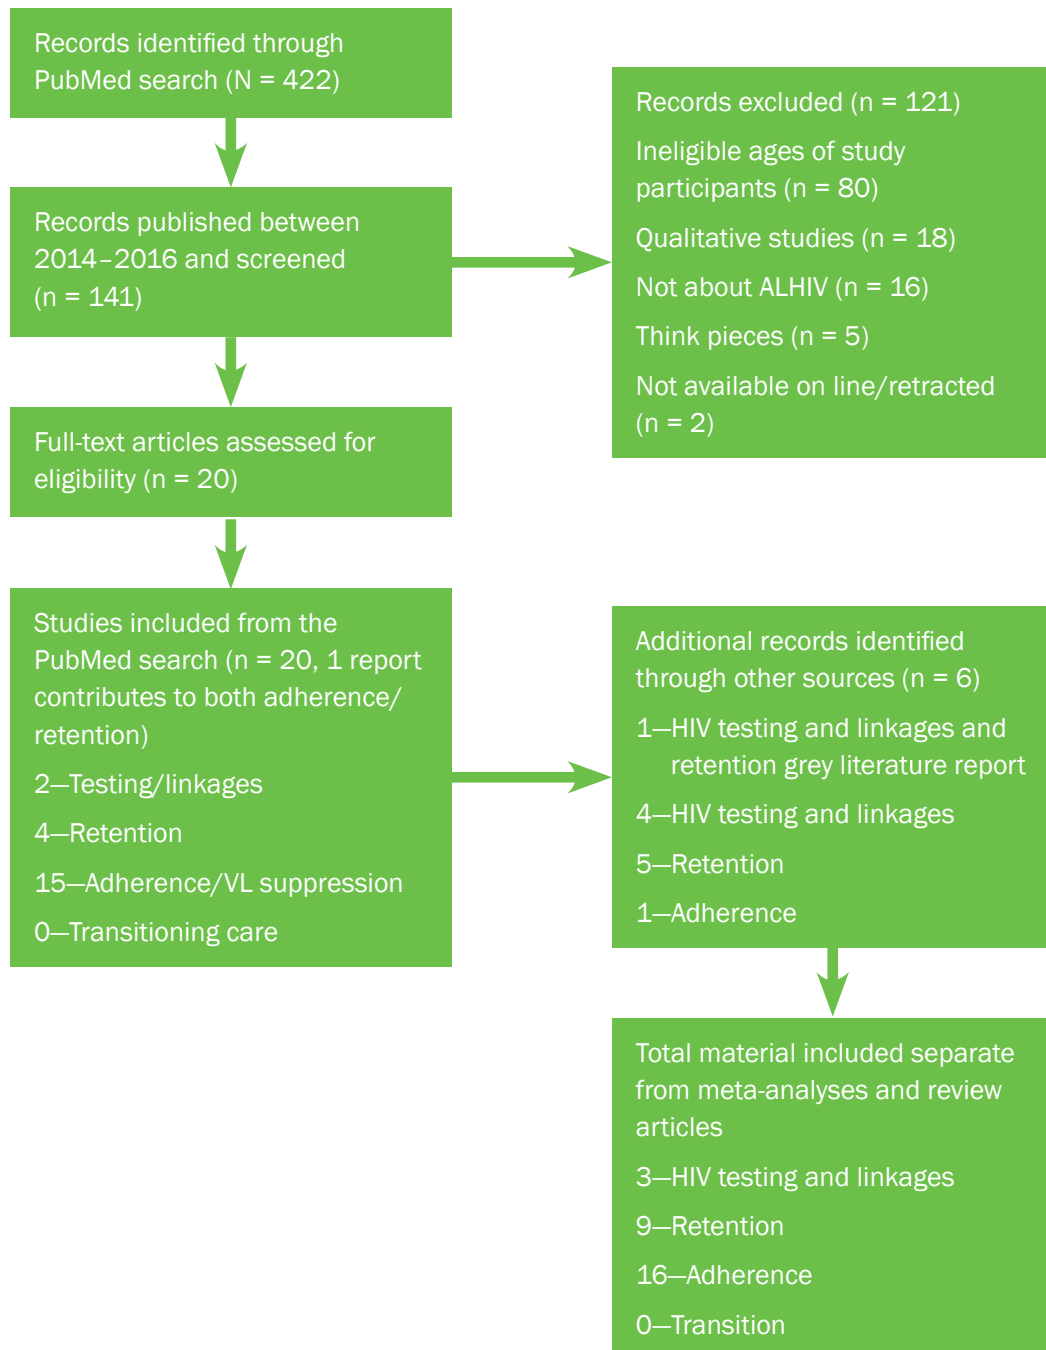 Records identified through
PubMed search (N = 422)
Records published between
2014–2016 and screened
(n = 141)
Records excluded (n = 121)
Ineligible ages of study
participants (n = 80)
Qualitative studies (n = 18)
Not about ALHIV (n = 16)
Think pieces (n = 5)
Not available on line/retracted
(n = 2)
Full-text articles assessed for
eligibility (n = 20)
Studies included from the
PubMed search (n = 20, 1 report
contributes to both adherence/
retention)
2—Testing/linkages
4—Retention
15—Adherence/VL suppression
0—Transitioning care
Additional records identified
through other sources (n = 6)
1—HIV testing and linkages and
retention grey literature report
4—HIV testing and linkages
5—Retention
1—Adherence
Total material included separate
from meta-analyses and review
articles
3—HIV testing and linkages
9—Retention
16—Adherence
0—Transition